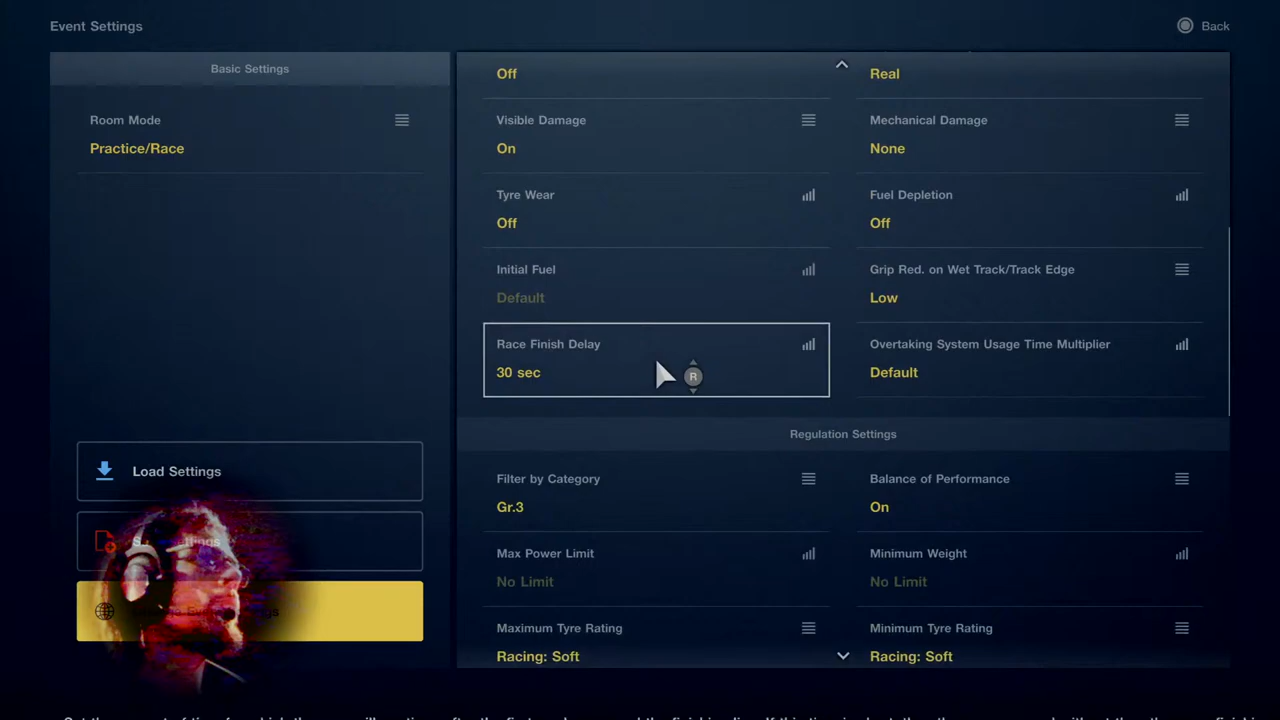 Event Settings
Back
Basic Settings
Room Mode
Practice/Race
Load Settings
Off
Real
Visible Damage
On
Mechanical Damage
None
Tyre Wear
Off
Fuel Depletion
Off
Initial Fuel
Default
Grip Red. on Wet Track/Track Edge
Low
Race Finish Delay
30 sec
R
Overtaking System Usage Time Multiplier
Default
Regulation Settings
Filter by Category
Gr.3
Balance of Performance
On
Max Power Limit
No Limit
Minimum Weight
No Limit
Maximum Tyre Rating
Racing: Soft
Minimum Tyre Rating
Racing: Soft